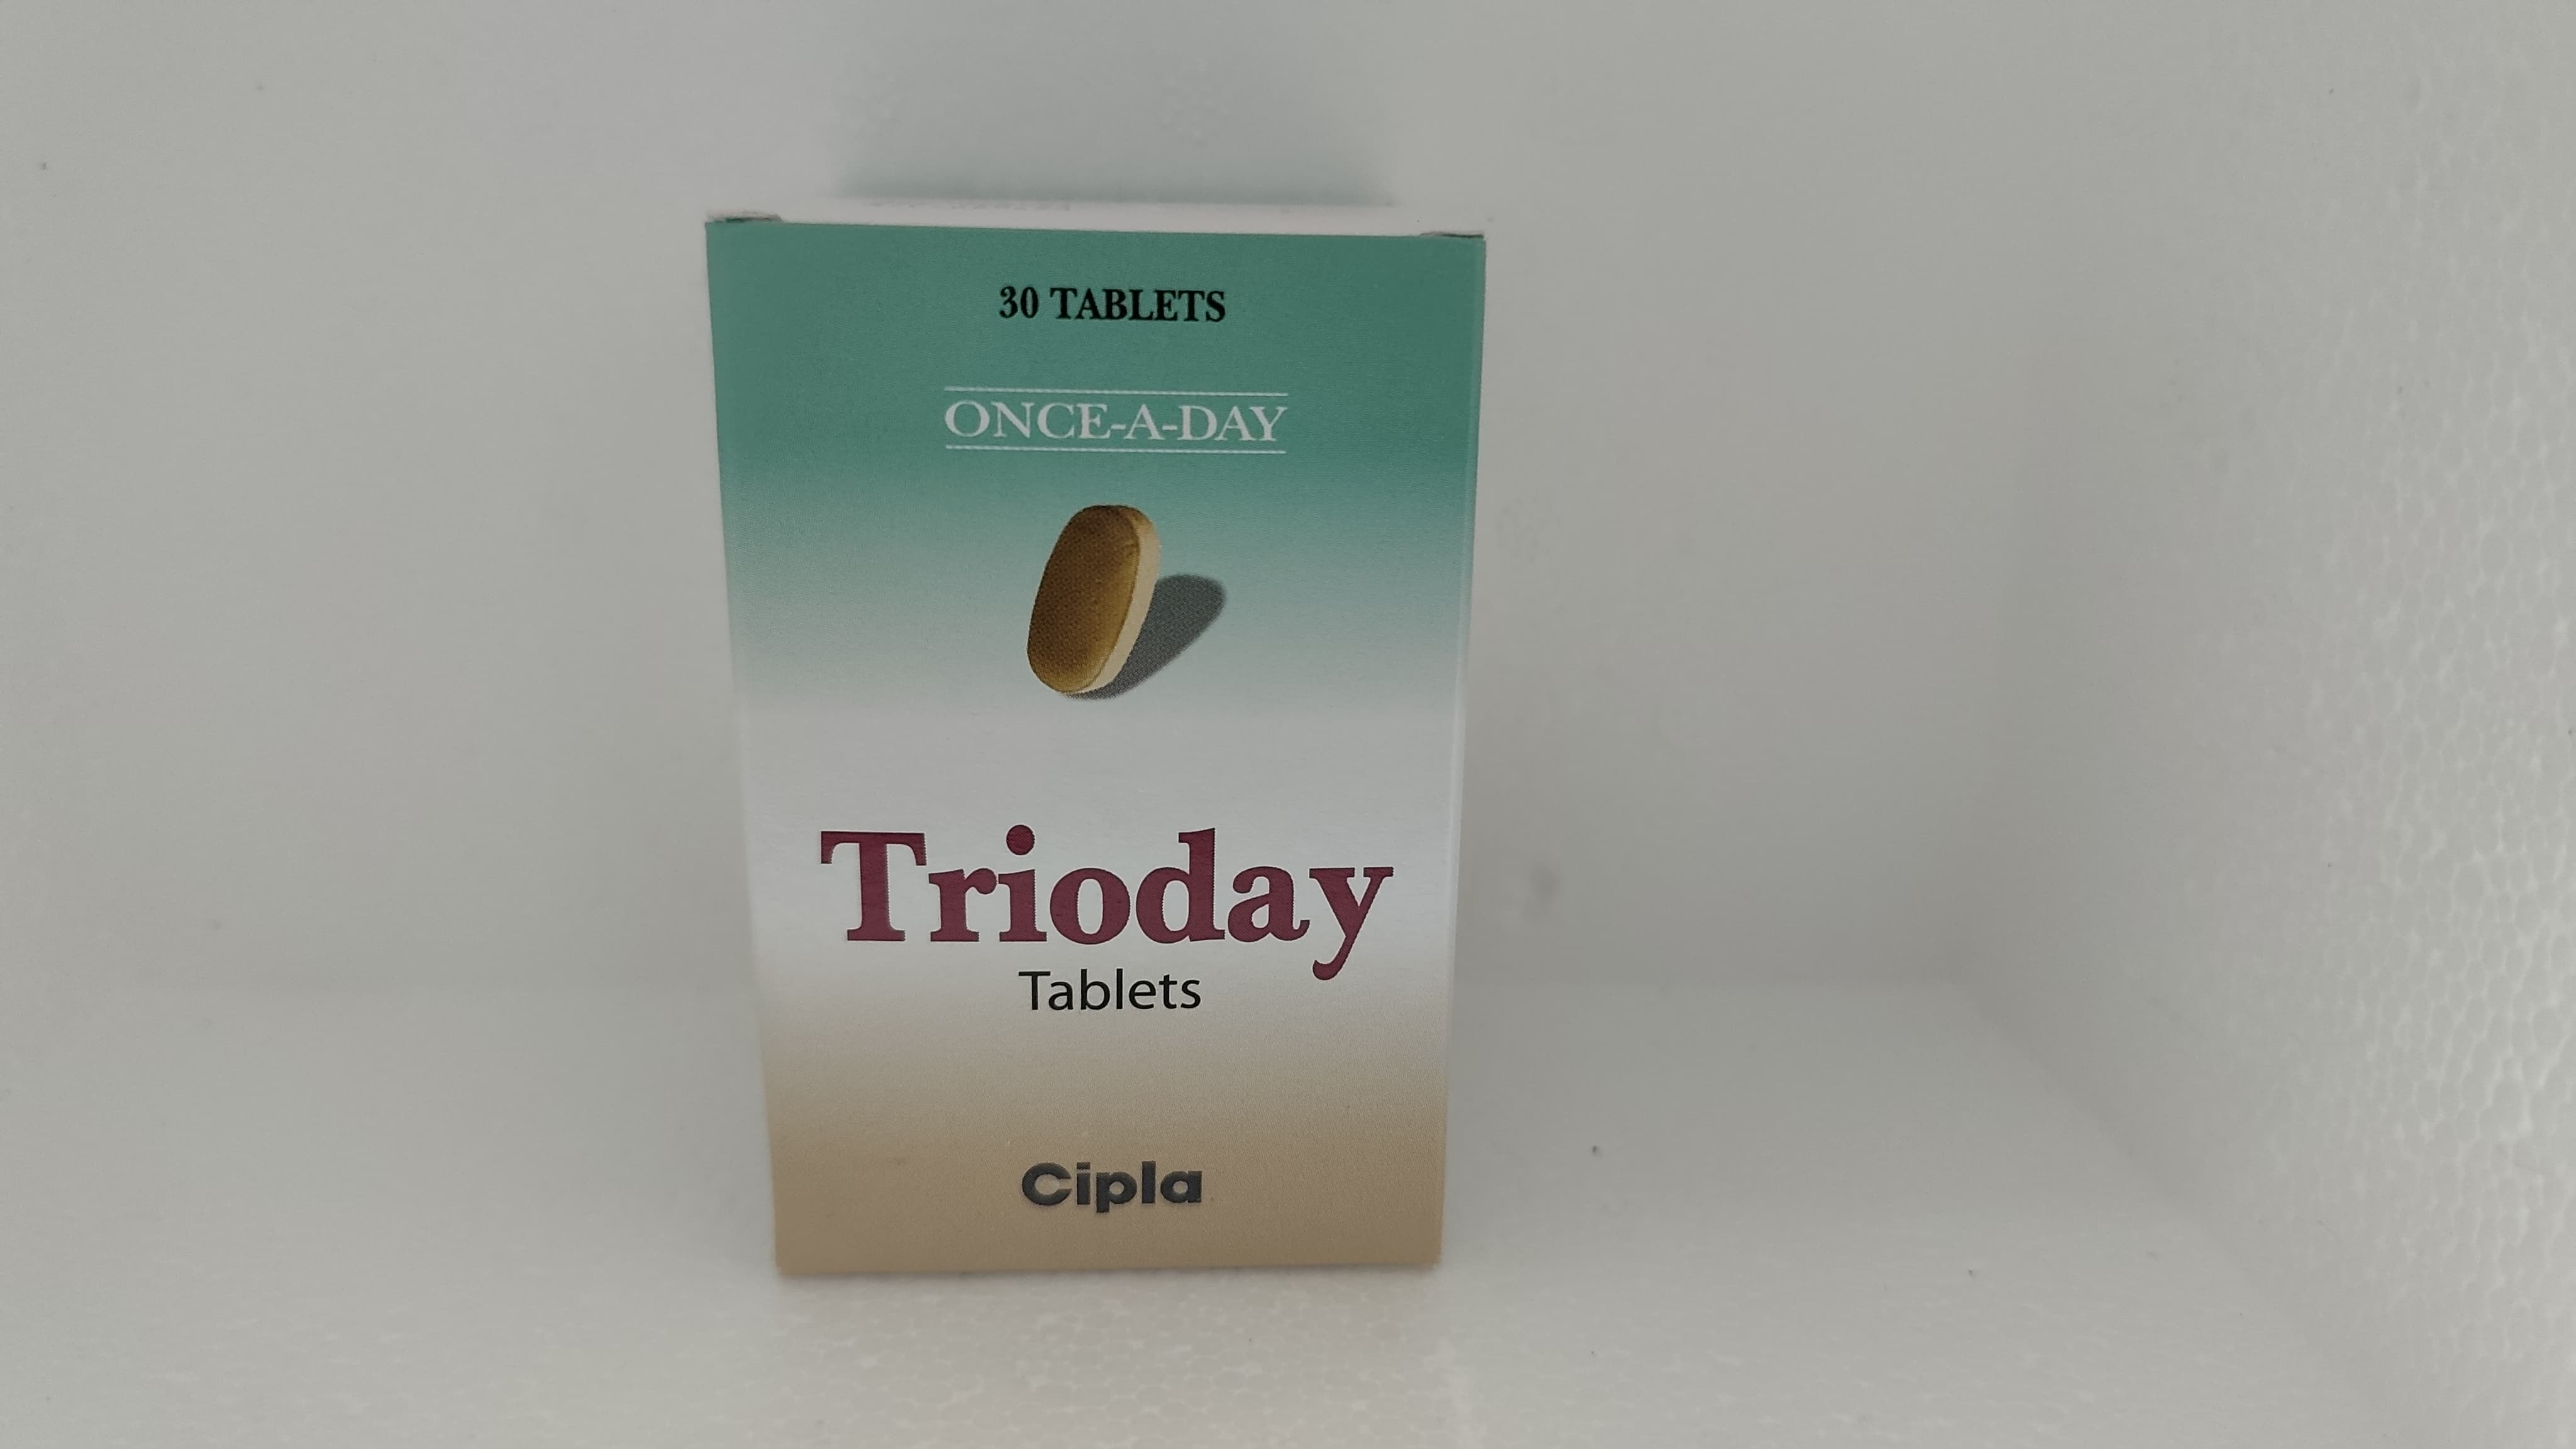 30 TABLETS
ONCE-A-DAY
Trioday
Tablets
Cipla